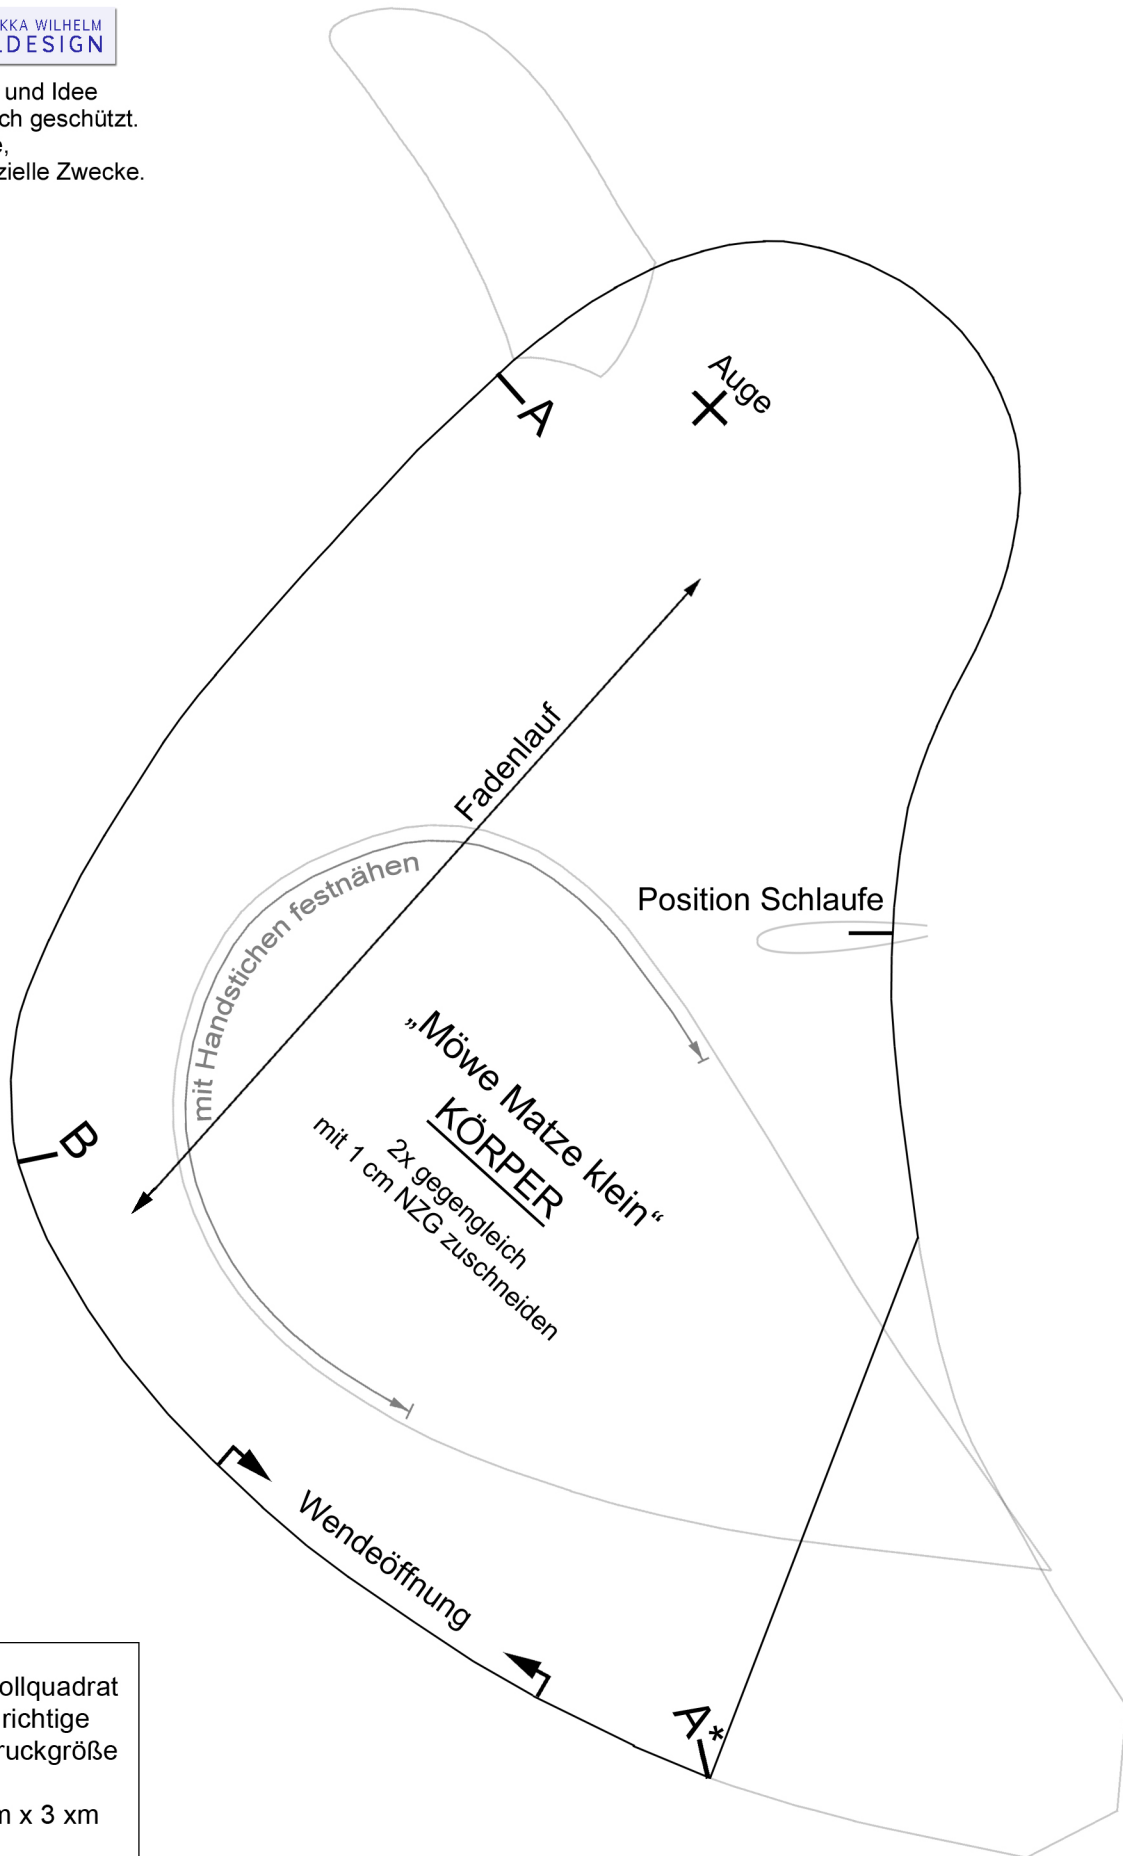 KKA WILHELM
LDESIGN
und Idee
ch geschützt.
e,
zielle Zwecke.
Auge
A
Fadenlauf
mit Handstichen festnähen
Position Schlaufe
„Möwe Matze klein“
KÖRPER
2x gegengleich
mit 1 cm NZG zuschneiden
B
Wendeöffnung
A*
ollquadrat
richtige
ruckgröße
m x 3 xm